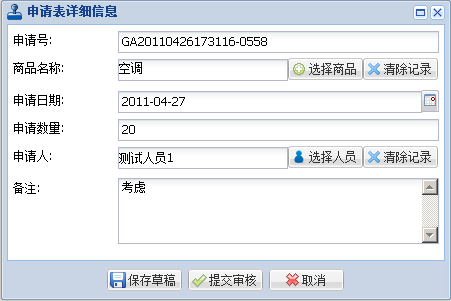 申请表详细信息
申请号: GA20110426173116-0558
商品名称: 空调 选择商品 清除记录
申请日期: 2011-04-27
申请数量: 20
申请人: 测试人员1 选择人员 清除记录
备注: 考虑
保存草稿 提交审核 取消